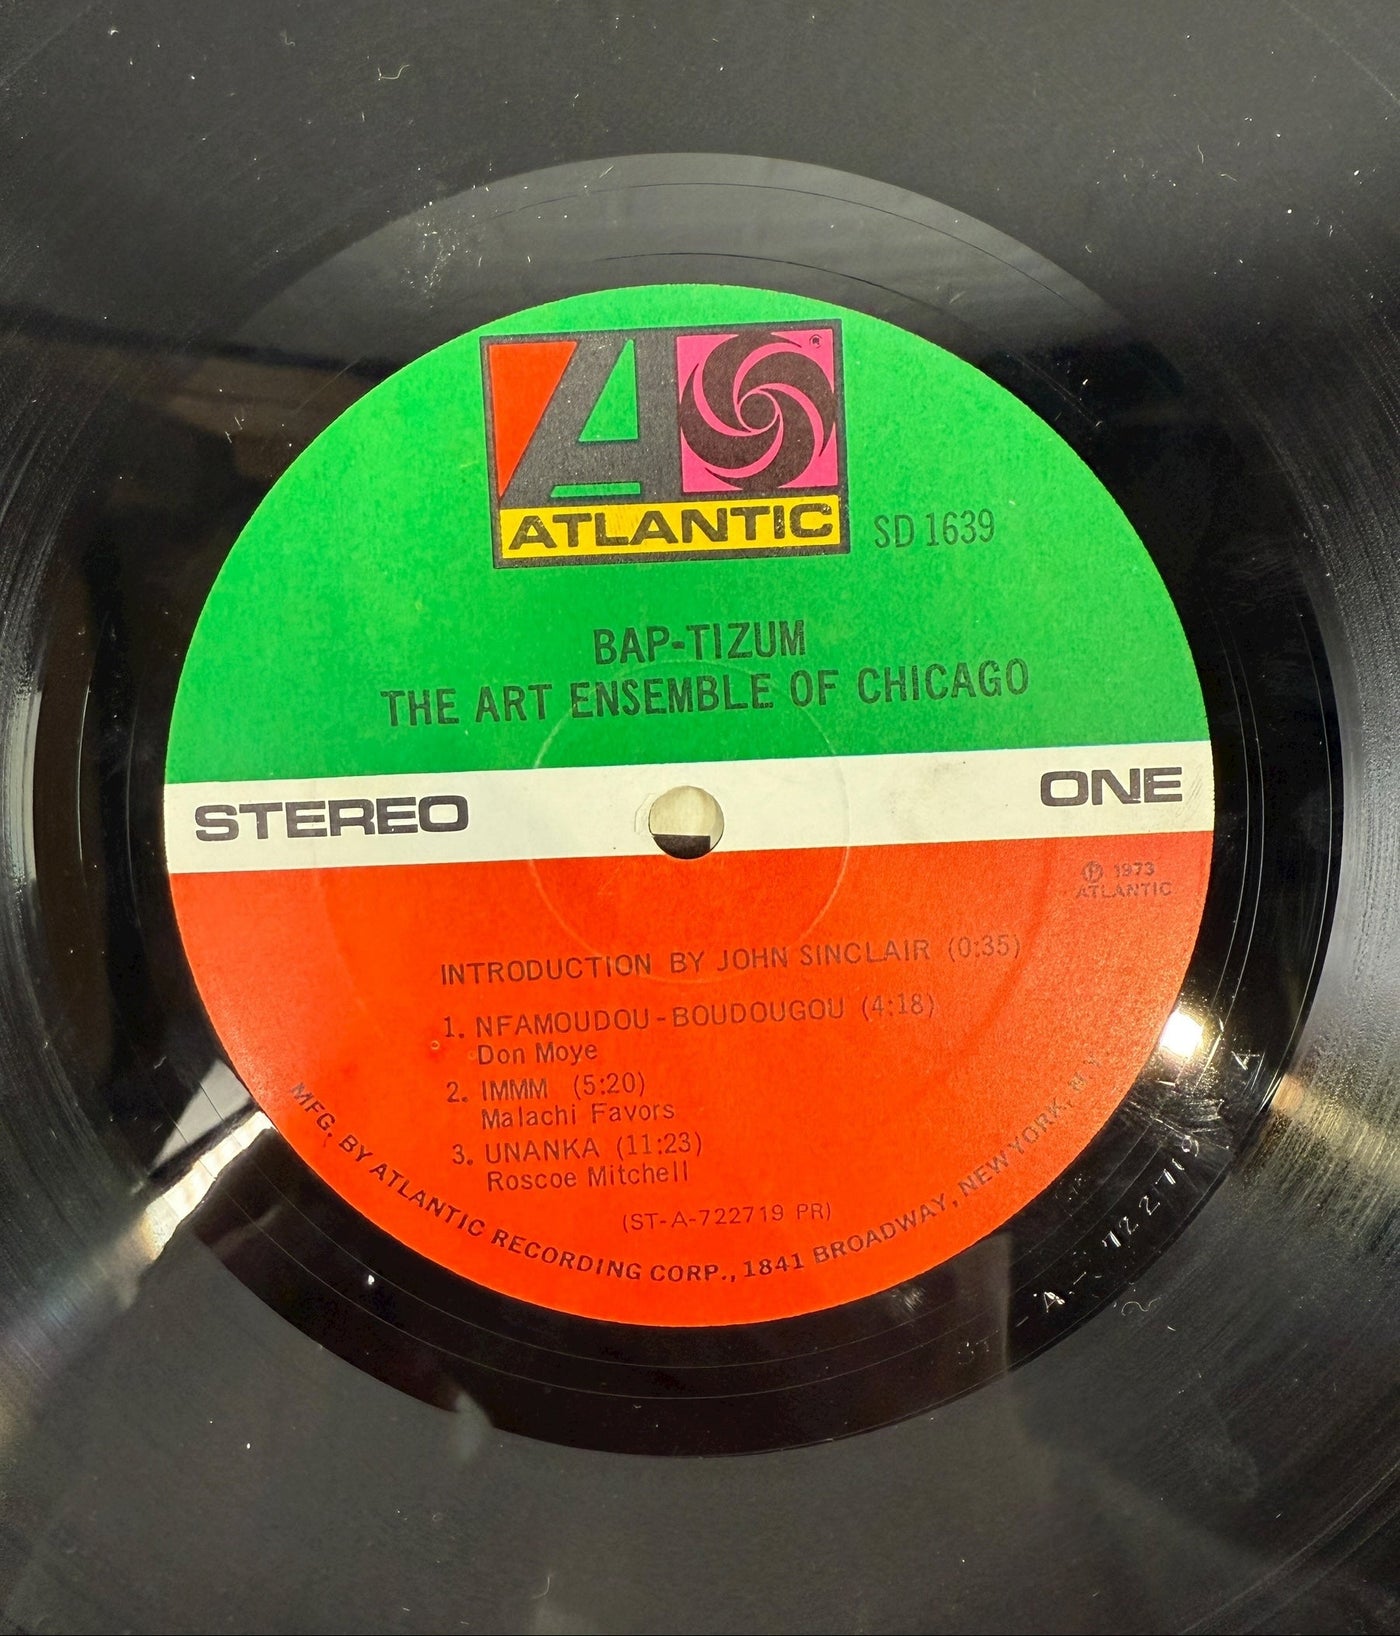 ATLANTIC
SD 1639
BAP-TIZUM
THE ART ENSEMBLE OF CHICAGO
STEREO
ONE
Ⓟ 1973
ATLANTIC
INTRODUCTION BY JOHN SINCLAIR (0:35)
1. NFAMOUDOU-BOUDOUGOU (4:18)
Don Moye
2. IMMM (5:20)
Malachi Favors
3. UNANKA (11:23)
Roscoe Mitchell
(ST-A-722719 PR)
MFG. BY ATLANTIC RECORDING CORP., 1841 BROADWAY, NEW YORK, N.Y.
ST-A-722719 A